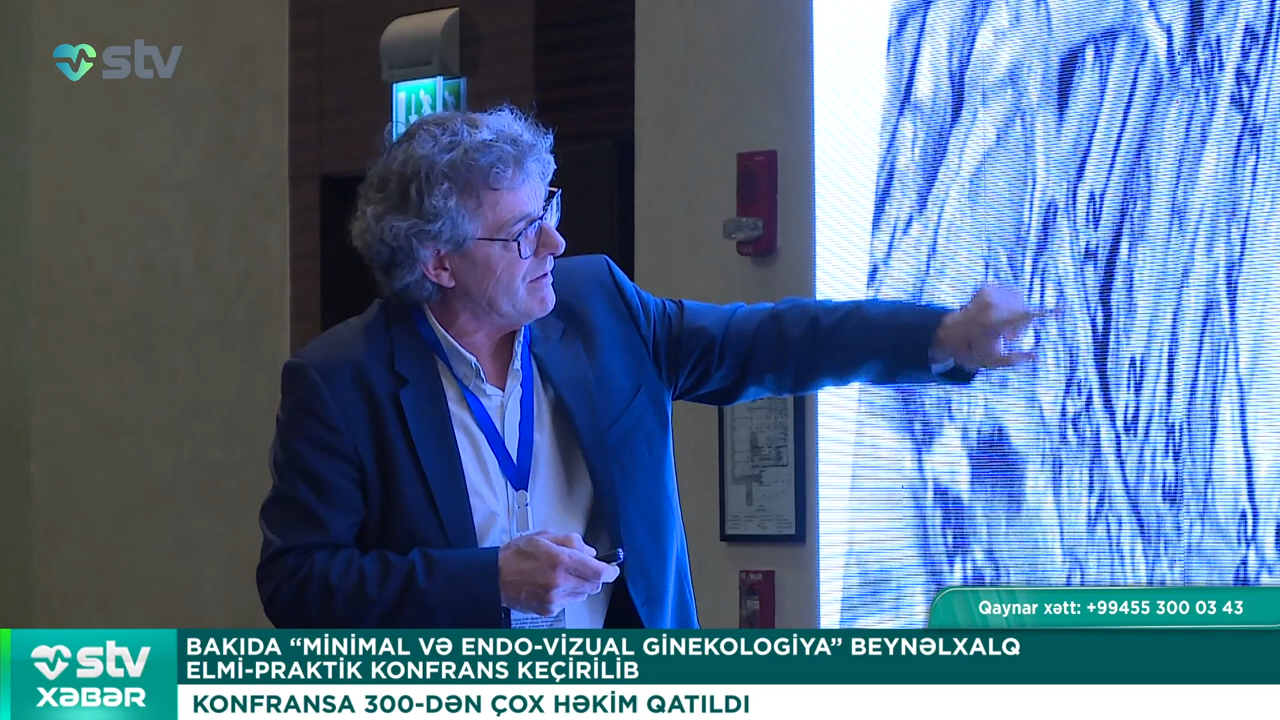 stv
Qaynar xətt: +99455 300 03 43
stv
XƏBƏR
BAKIDA “MİNİMAL VƏ ENDO-VİZUAL GİNEKOLOGİYA” BEYNƏLXALQ
ELMİ-PRAKTİK KONFRANS KEÇİRİLİB
KONFRANSA 300-DƏN ÇOX HƏKİM QATILDI